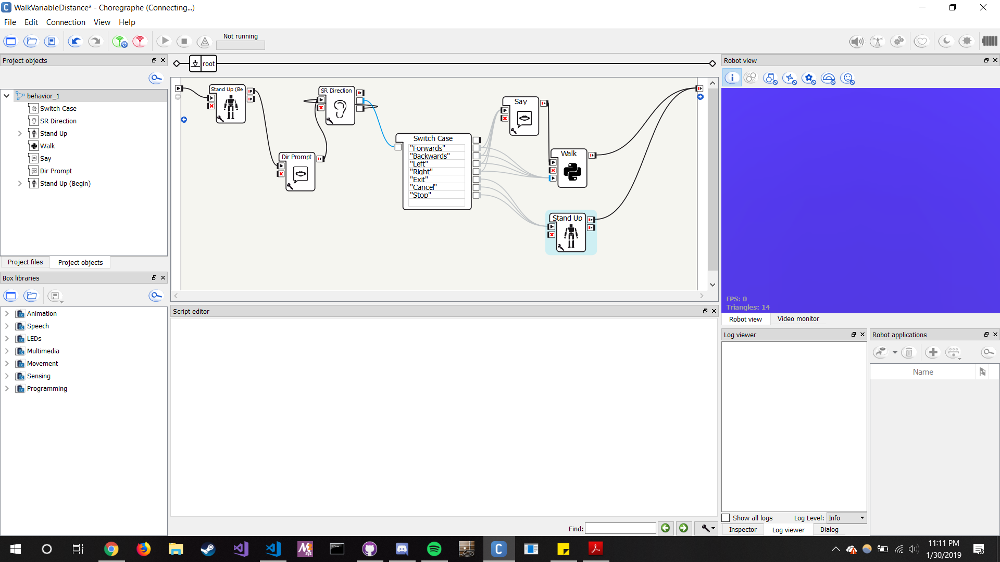 WalkVariableDistance* - Choregraphe (Connecting...)
File Edit Connection View Help
Not running
Project objects
behavior_1
Switch Case
SR Direction
Stand Up
Walk
Say
Dir Prompt
Stand Up (Begin)
Project files
Project objects
Box libraries
Animation
Speech
LEDs
Multimedia
Movement
Sensing
Programming
root
Stand Up (Be
SR Direction
Dir Prompt
Switch Case
"Forwards"
"Backwards"
"Left"
"Right"
"Exit"
"Cancel"
"Stop"
Say
Walk
Stand Up
Script editor
Find:
Robot view
FPS: 0
Triangles: 14
Robot view
Video monitor
Log viewer
Show all logs
Log Level: Info
Inspector
Log viewer
Dialog
Robot applications
Name
11:11 PM
1/30/2019